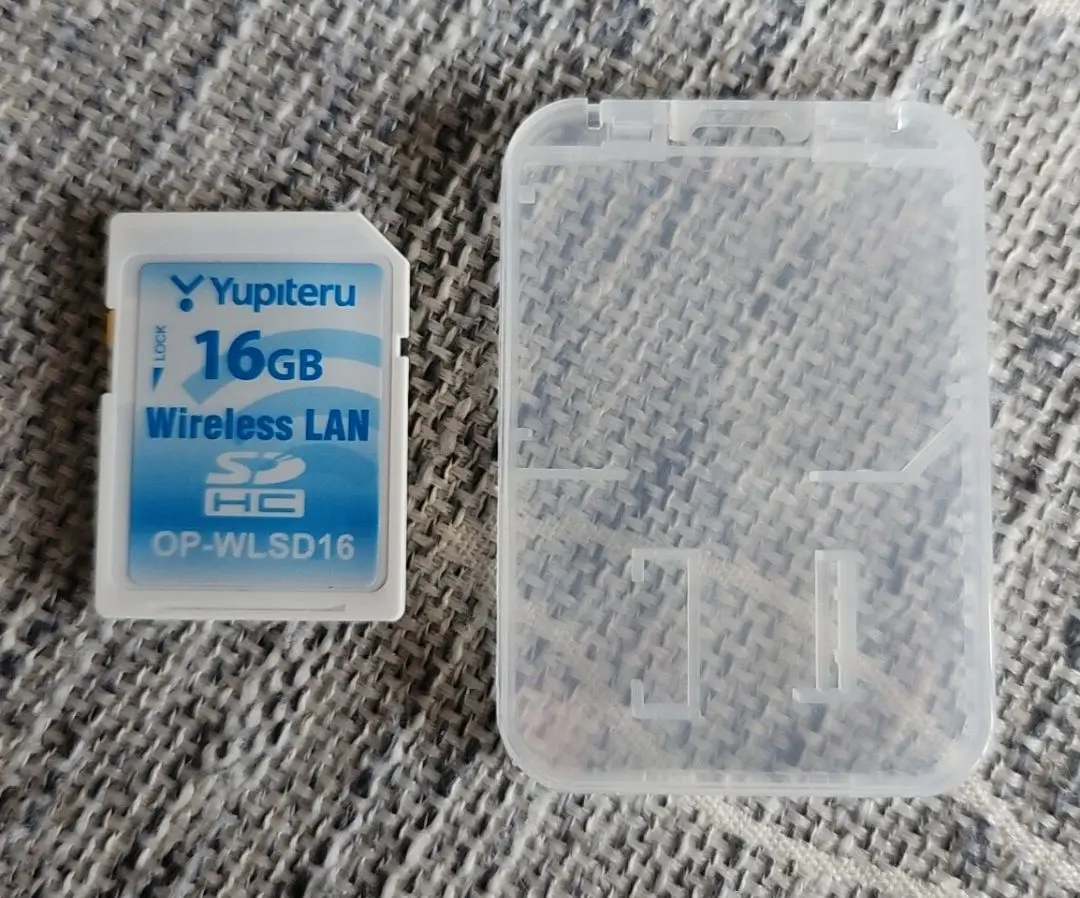 Yupiteru
LOCK
16GB
Wireless LAN
SD
HC
OP-WLSD16